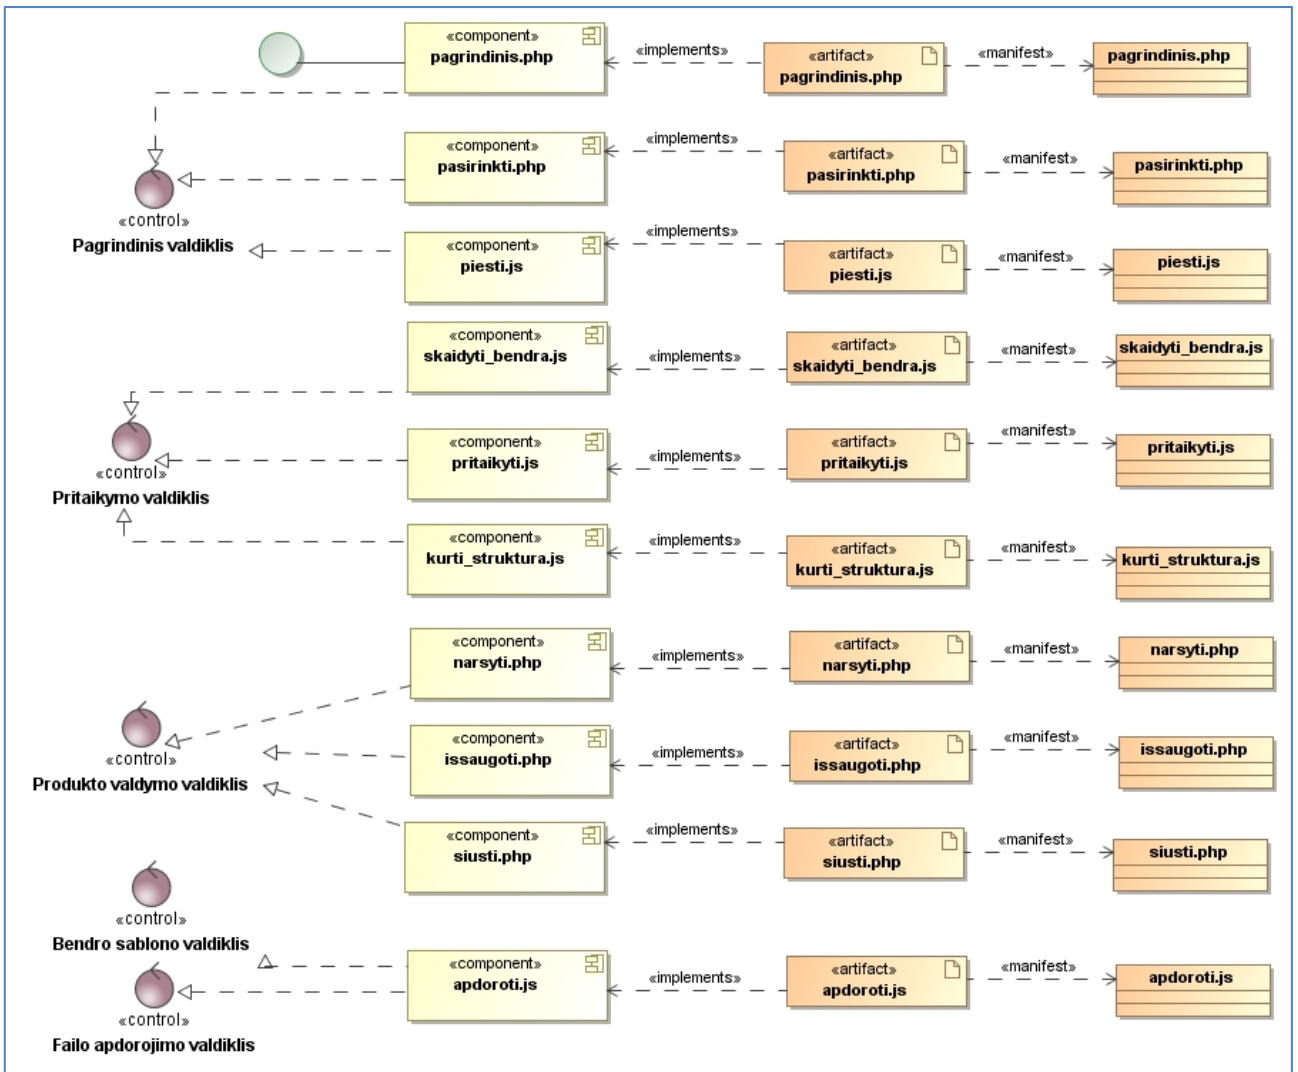 «component»
pagrindinis.php
«implements»
«artifact»
pagrindinis.php
«manifest»
pagrindinis.php
«component»
pasirinkti.php
«implements»
«artifact»
pasirinkti.php
«manifest»
pasirinkti.php
«control»
Pagrindinis valdiklis
«component»
piesti.js
«implements»
«artifact»
piesti.js
«manifest»
piesti.js
«component»
skaidyti_bendra.js
«implements»
«artifact»
skaidyti_bendra.js
«manifest»
skaidyti_bendra.js
«control»
Pritaikymo valdiklis
«component»
pritaikyti.js
«implements»
«artifact»
pritaikyti.js
«manifest»
pritaikyti.js
«component»
kurti_struktura.js
«implements»
«artifact»
kurti_struktura.js
«manifest»
kurti_struktura.js
«component»
narsyti.php
«implements»
«artifact»
narsyti.php
«manifest»
narsyti.php
«control»
Produkto valdymo valdiklis
«component»
issaugoti.php
«implements»
«artifact»
issaugoti.php
«manifest»
issaugoti.php
«component»
siusti.php
«implements»
«artifact»
siusti.php
«manifest»
siusti.php
«control»
Bendro sablono valdiklis
«component»
apdoroti.js
«implements»
«artifact»
apdoroti.js
«manifest»
apdoroti.js
«control»
Failo apdorojimo valdiklis